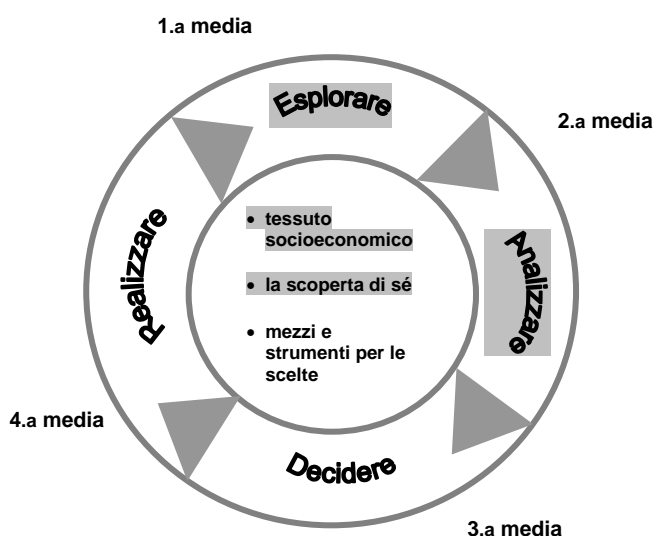 1.a media
Esplorare
2.a media
• tessuto
socioeconomico
• la scoperta di sé
• mezzi e
strumenti per le
scelte
Realizzare
Analizzare
4.a media
Decidere
3.a media